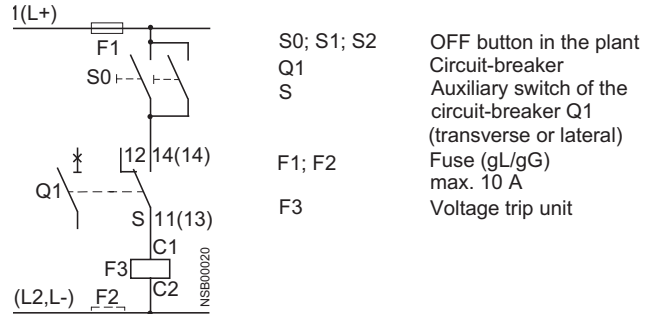 1(L+)
F1
S0
12 14(14)
Q1
S 11(13)
C1
F3
C2
(L2,L-) F2
NSB00020
S0; S1; S2 OFF button in the plant
Q1 Circuit-breaker
S Auxiliary switch of the
circuit-breaker Q1
(transverse or lateral)
F1; F2 Fuse (gL/gG)
max. 10 A
F3 Voltage trip unit